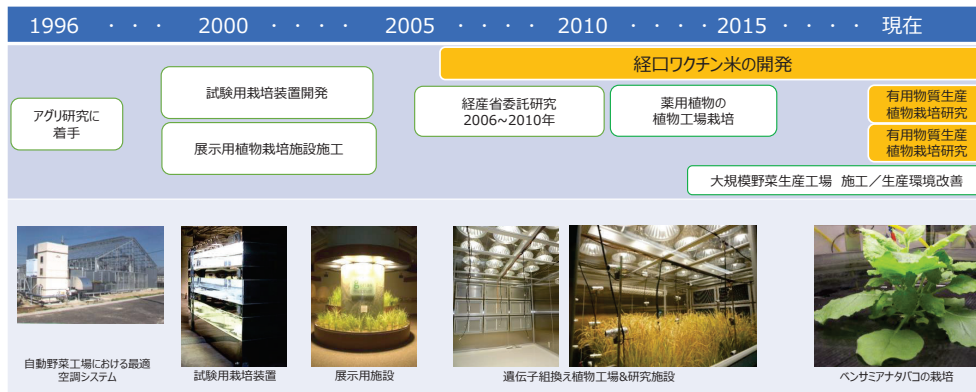 1996 ・ ・ ・ 2000 ・ ・ ・ ・ 2005 ・ ・ ・ ・ 2010 ・ ・ ・ ・ 2015 ・ ・ ・ ・ 現在
経口ワクチン米の開発
アグリ研究に
着手
試験用栽培装置開発
展示用植物栽培施設施工
経産省委託研究
2006~2010年
薬用植物の
植物工場栽培
有用物質生産
植物栽培研究
有用物質生産
植物栽培研究
大規模野菜生産工場 施工／生産環境改善
自動野菜工場における最適
空調システム
試験用栽培装置
展示用施設
遺伝子組換え植物工場&研究施設
ベンサミアナタバコの栽培